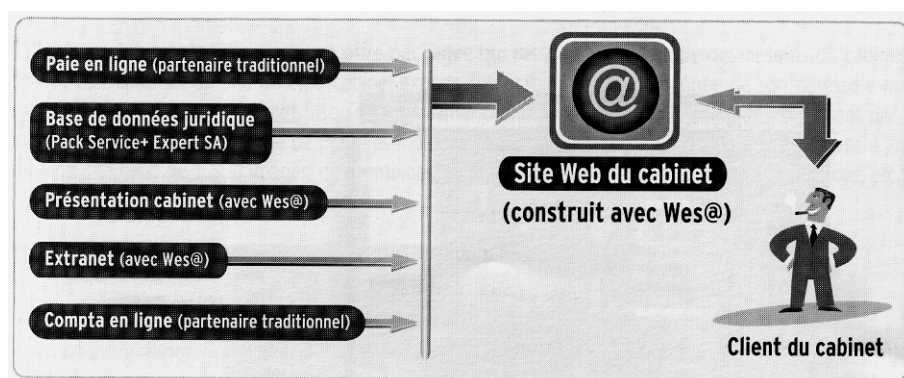 Paie en ligne (partenaire traditionnel)
Base de données juridique
(Pack Service+ Expert SA)
Présentation cabinet (avec Wes@)
Extranet (avec Wes@)
Compta en ligne (partenaire traditionnel)
@
Site Web du cabinet
(construit avec Wes@)
Client du cabinet